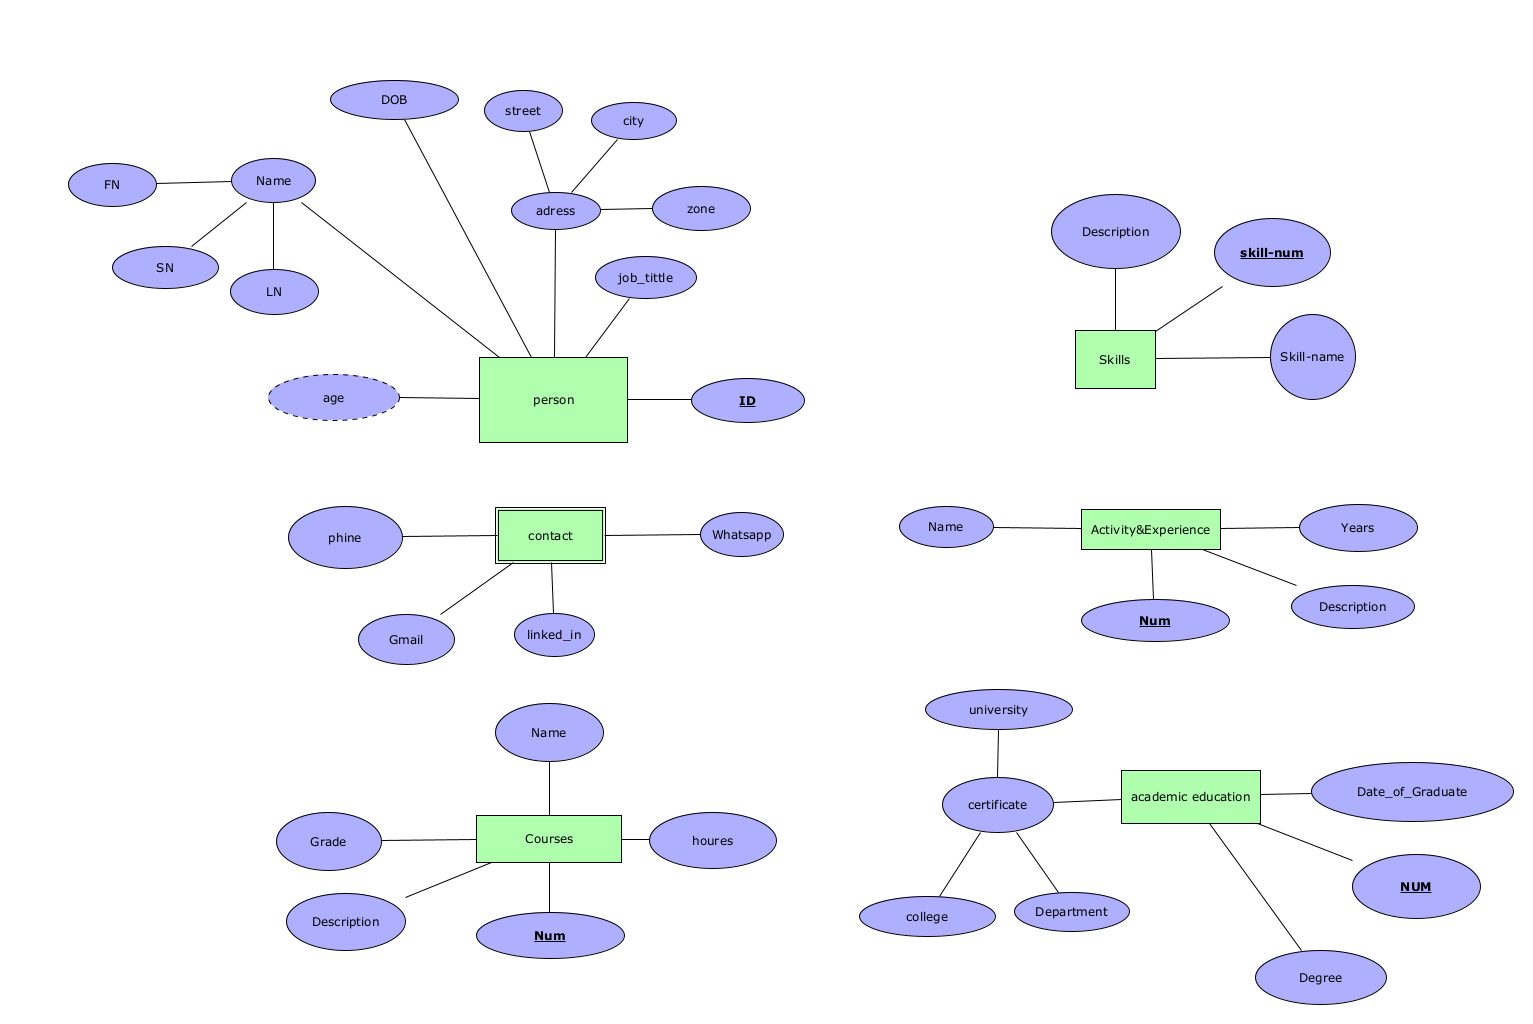 DOB
street
city
FN
Name
adress
zone
SN
LN
job_tittle
age
person
ID
Description
skill-num
Skills
Skill-name
phine
contact
Whatsapp
Gmail
linked_in
Name
Activity&Experience
Years
Num
Description
Name
Grade
Courses
houres
Description
Num
university
certificate
academic education
Date_of_Graduate
college
Department
NUM
Degree